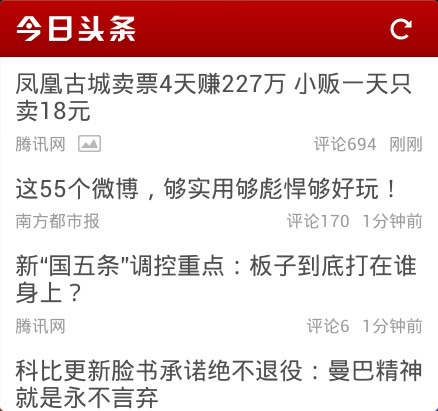 今日头条
凤凰古城卖票4天赚227万 小贩一天只
卖18元
腾讯网 评论694 刚刚
这55个微博，够实用够彪悍够好玩！
南方都市报 评论170 1分钟前
新“国五条”调控重点：板子到底打在谁
身上？
腾讯网 评论6 1分钟前
科比更新脸书承诺绝不退役：曼巴精神
就是永不言弃